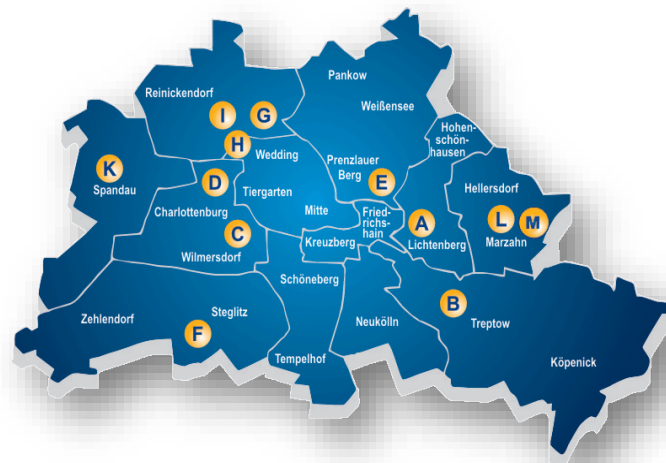 Pankow
Reinickendorf
Weißensee
I
G
Hohen-
schön-
hausen
H
Wedding
Prenzlauer
Berg
K
Spandau
D
Tiergarten
E
Hellersdorf
Charlottenburg
Mitte
Fried-
richs-
hain
A
Lichtenberg
L
M
Marzahn
C
Wilmersdorf
Kreuzberg
Schöneberg
B
Treptow
Zehlendorf
Steglitz
F
Neukölln
Tempelhof
Köpenick